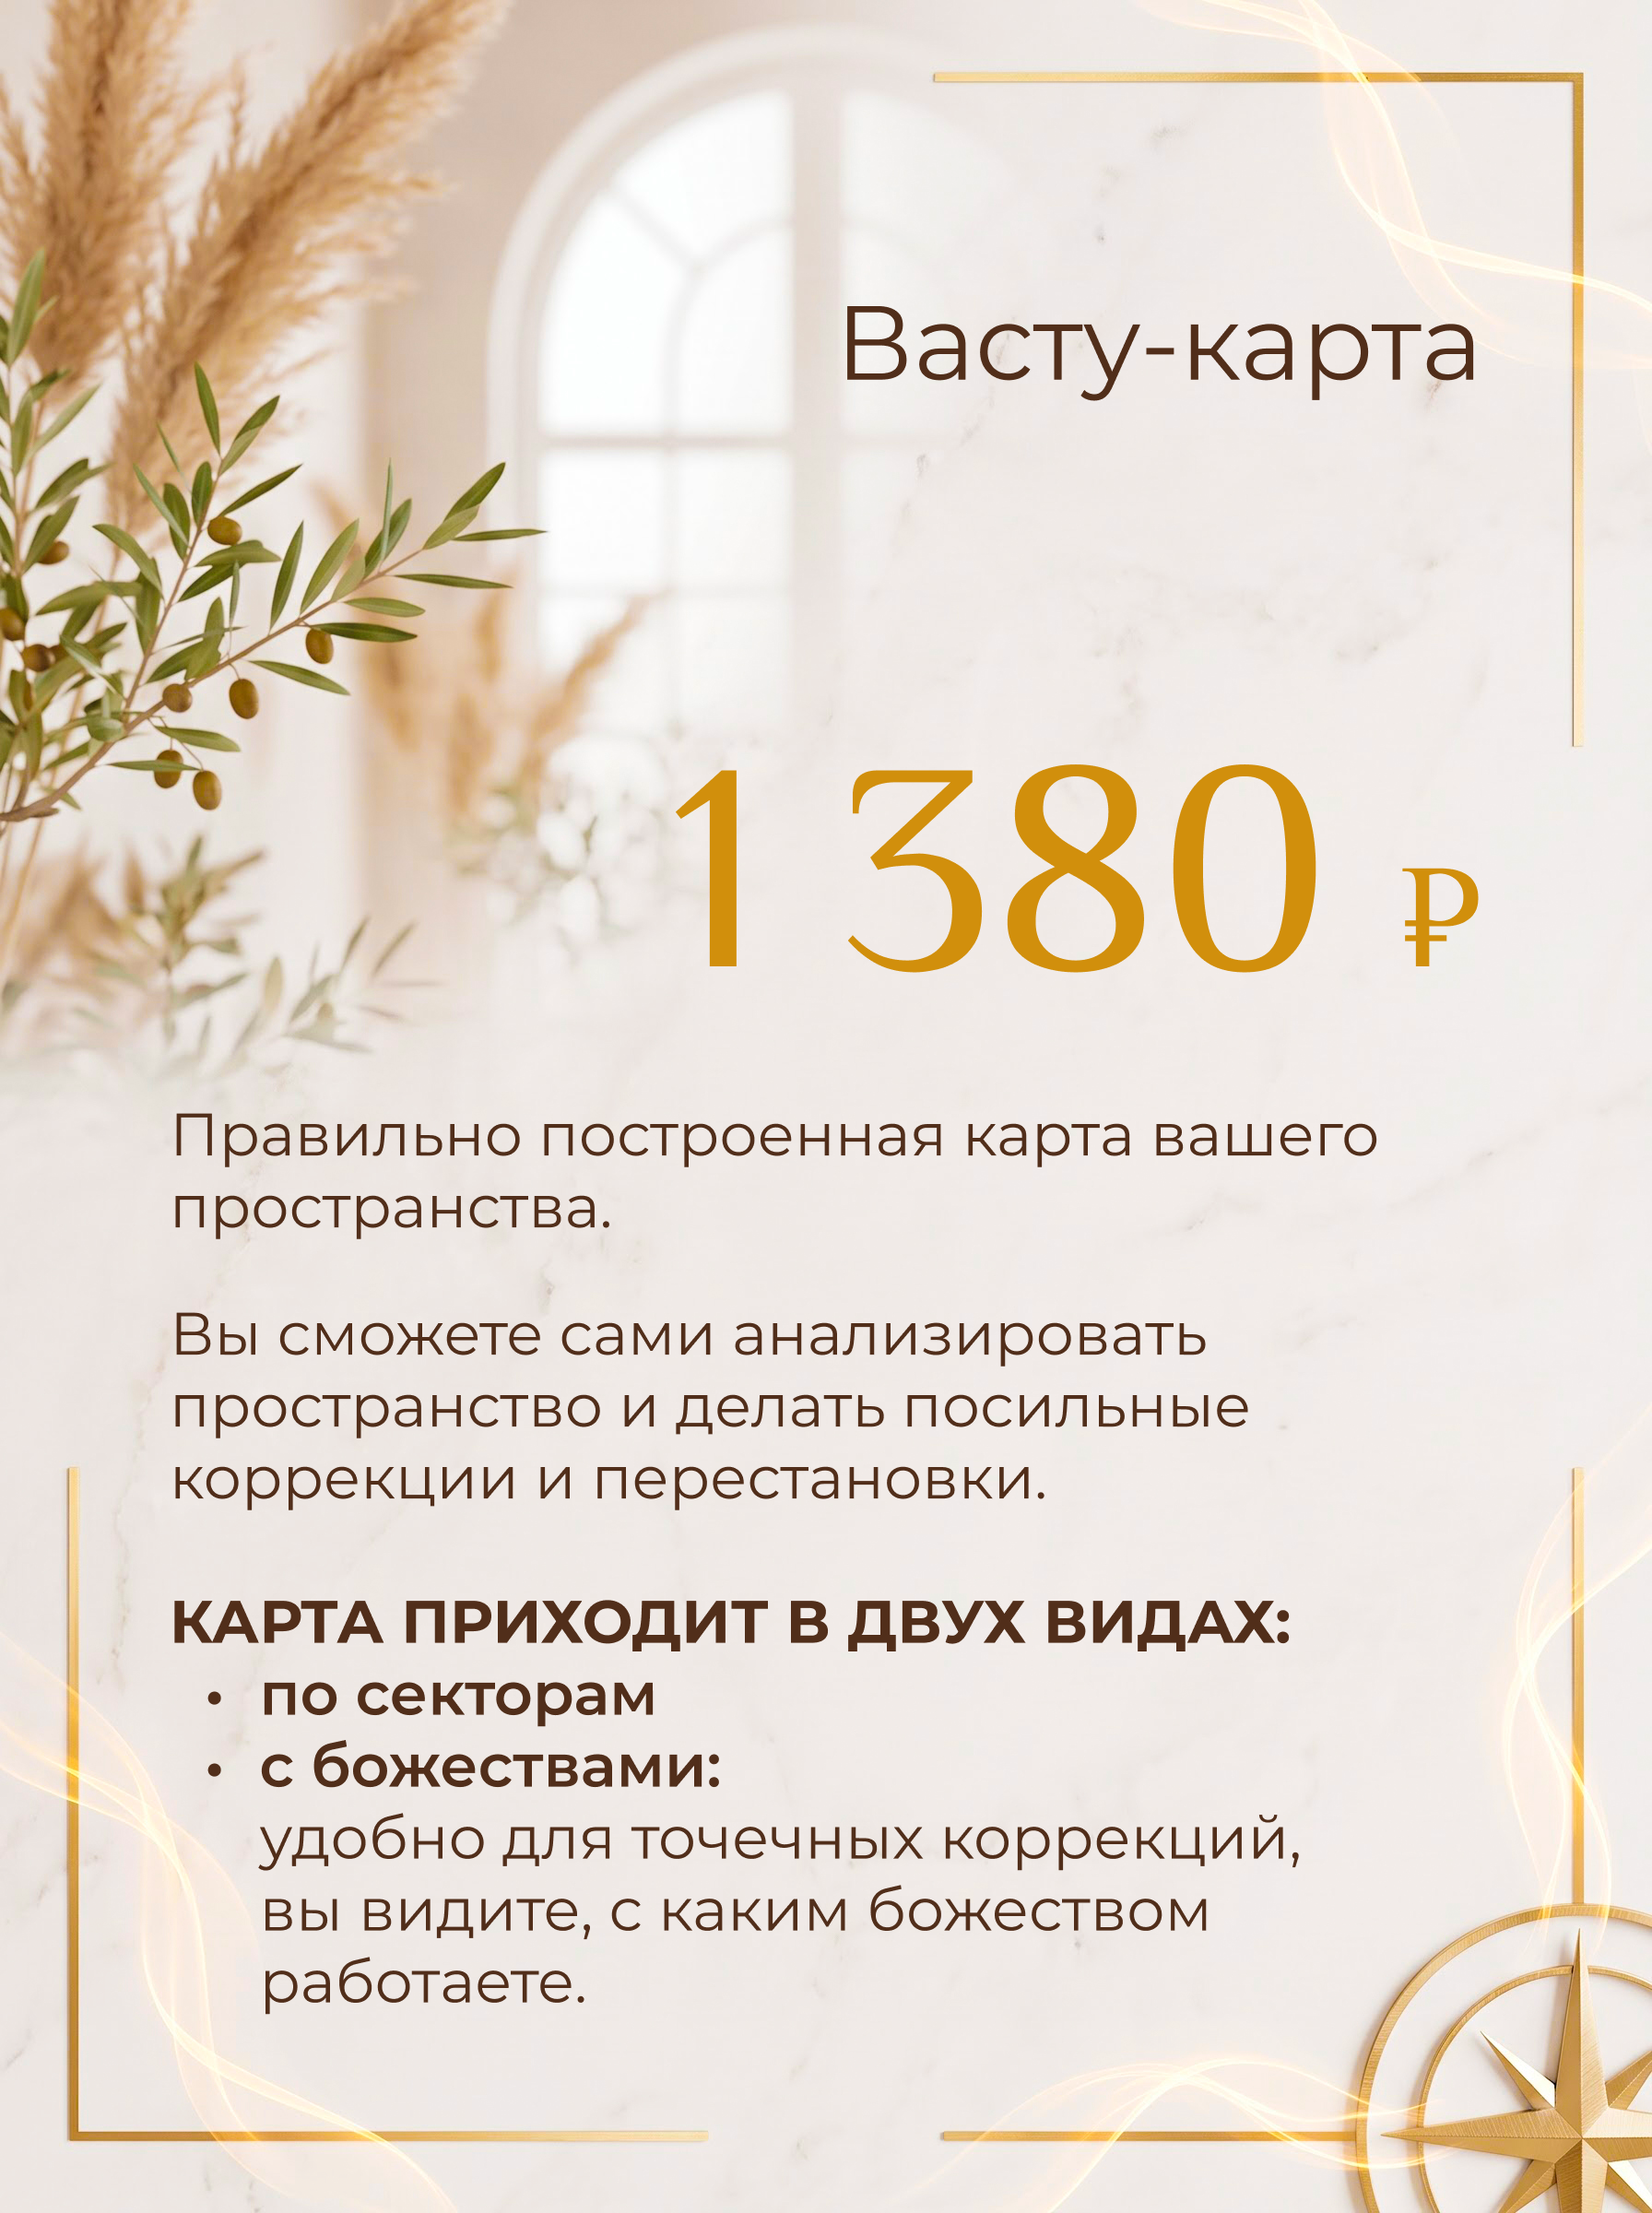 Васту-карта
1 380 ₽
Правильно построенная карта вашего
пространства.
Вы сможете сами анализировать
пространство и делать посильные
коррекции и перестановки.
КАРТА ПРИХОДИТ В ДВУХ ВИДАХ:
• по секторам
• с божествами:
удобно для точечных коррекций,
вы видите, с каким божеством
работаете.